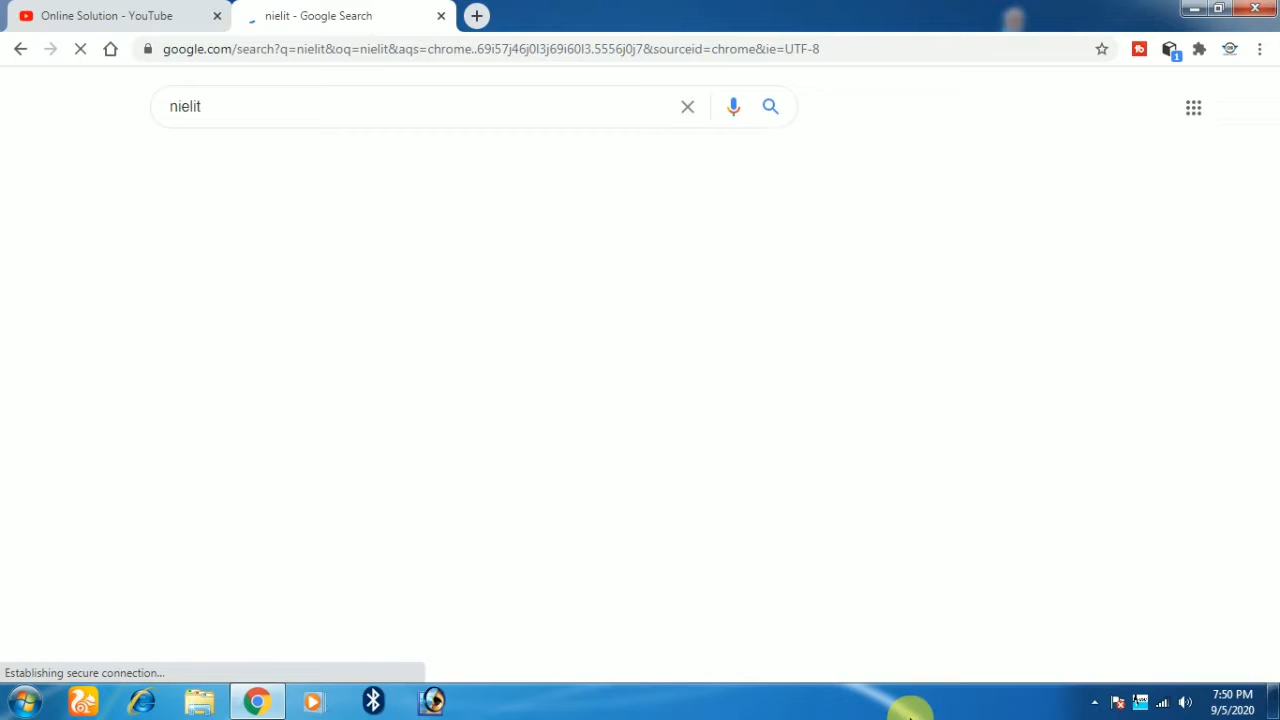 Online Solution - YouTube
nielit - Google Search
google.com/search?q=nielit&oq=nielit&aqs=chrome..69i57j46j0l3j69i60l3.5556j0j7&sourceid=chrome&ie=UTF-8
1
nielit
Establishing secure connection...
7:50 PM
9/5/2020